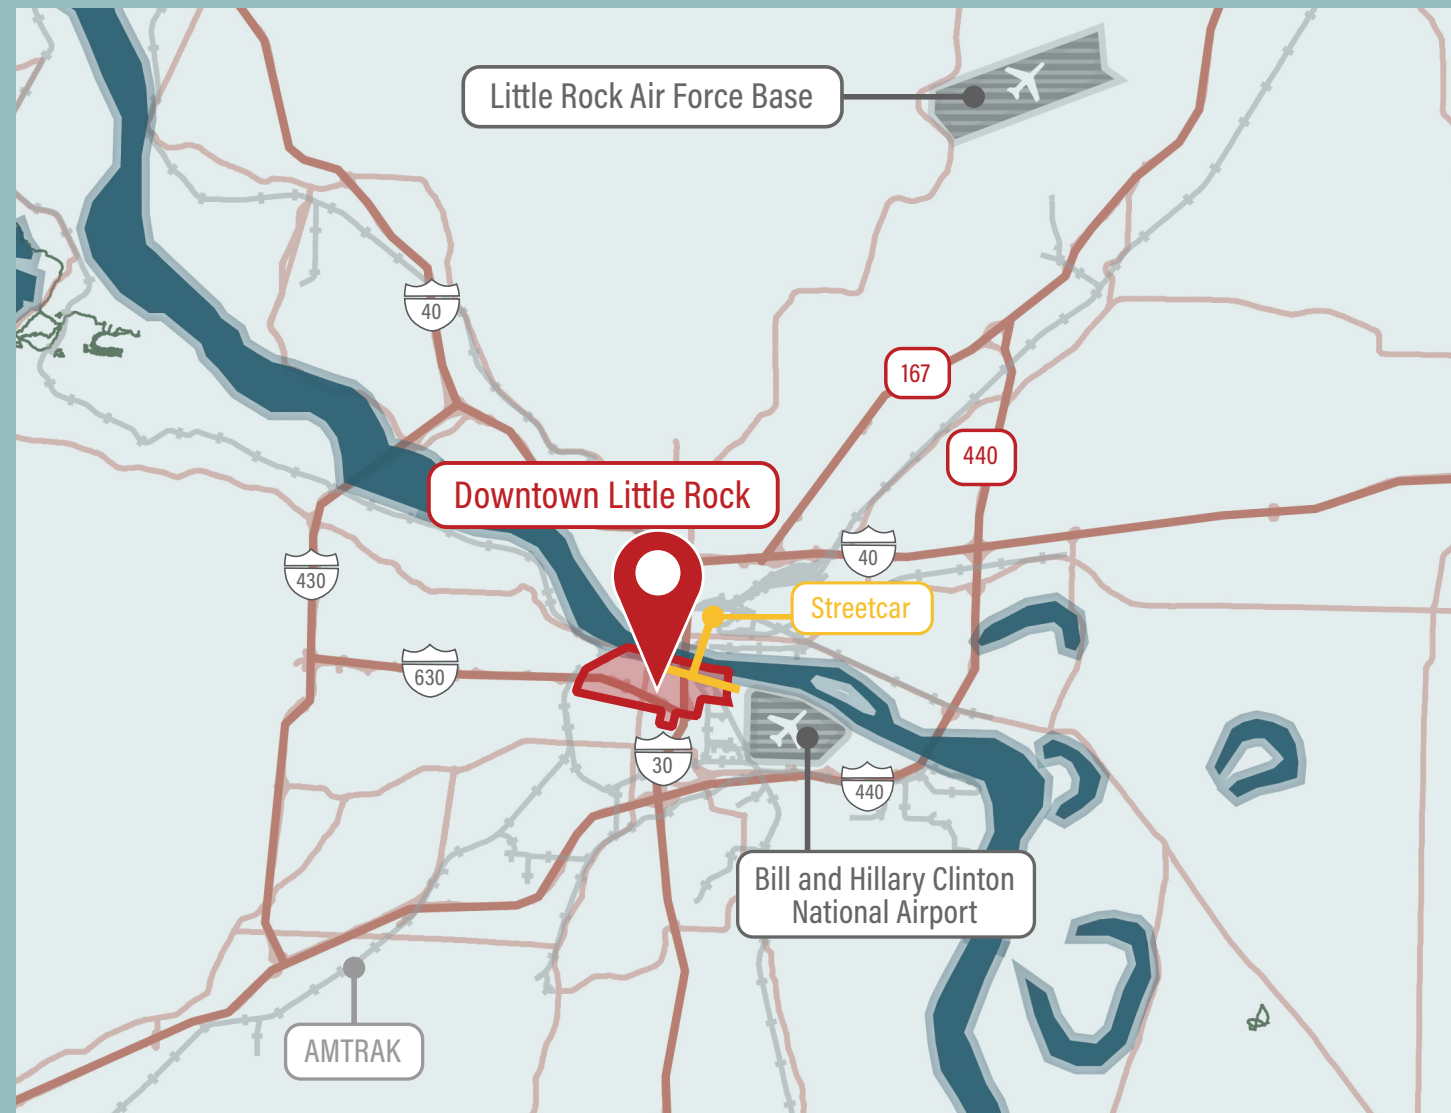 Little Rock Air Force Base
40
167
440
Downtown Little Rock
40
430
Streetcar
630
30
440
Bill and Hillary Clinton
National Airport
AMTRAK